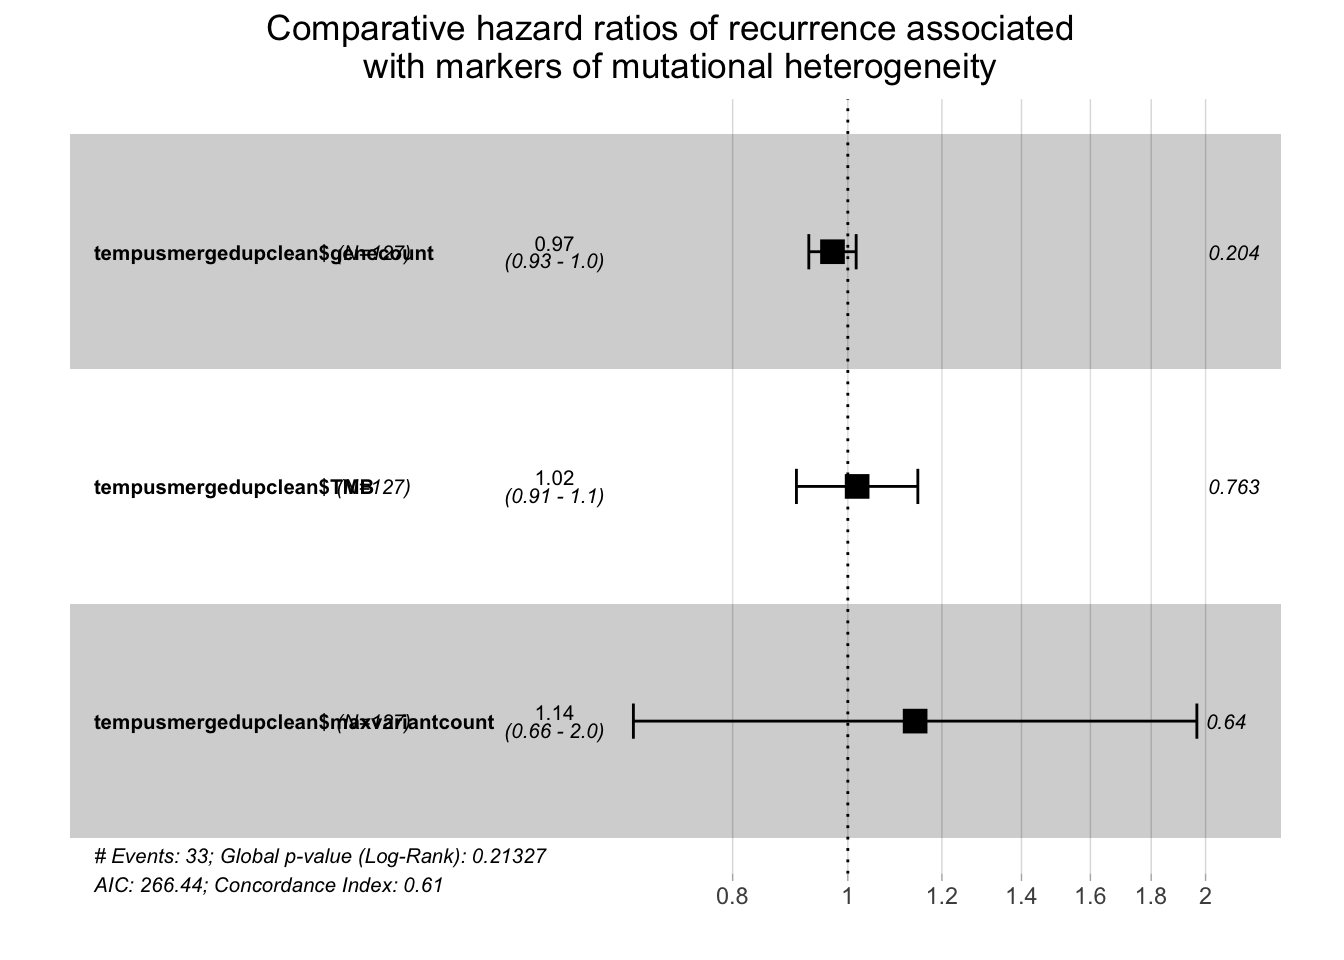 Comparative hazard ratios of recurrence associated
with markers of mutational heterogeneity
tempusmergedupclean$genecount (N=127) 0.97 0.204
(0.93 - 1.0)
tempusmergedupclean$TMB (N=127) 1.02 0.763
(0.91 - 1.1)
tempusmergedupclean$maxvariantcount (N=127) 1.14 0.64
(0.66 - 2.0)
# Events: 33; Global p-value (Log-Rank): 0.21327
AIC: 266.44; Concordance Index: 0.61
0.8 1 1.2 1.4 1.6 1.8 2